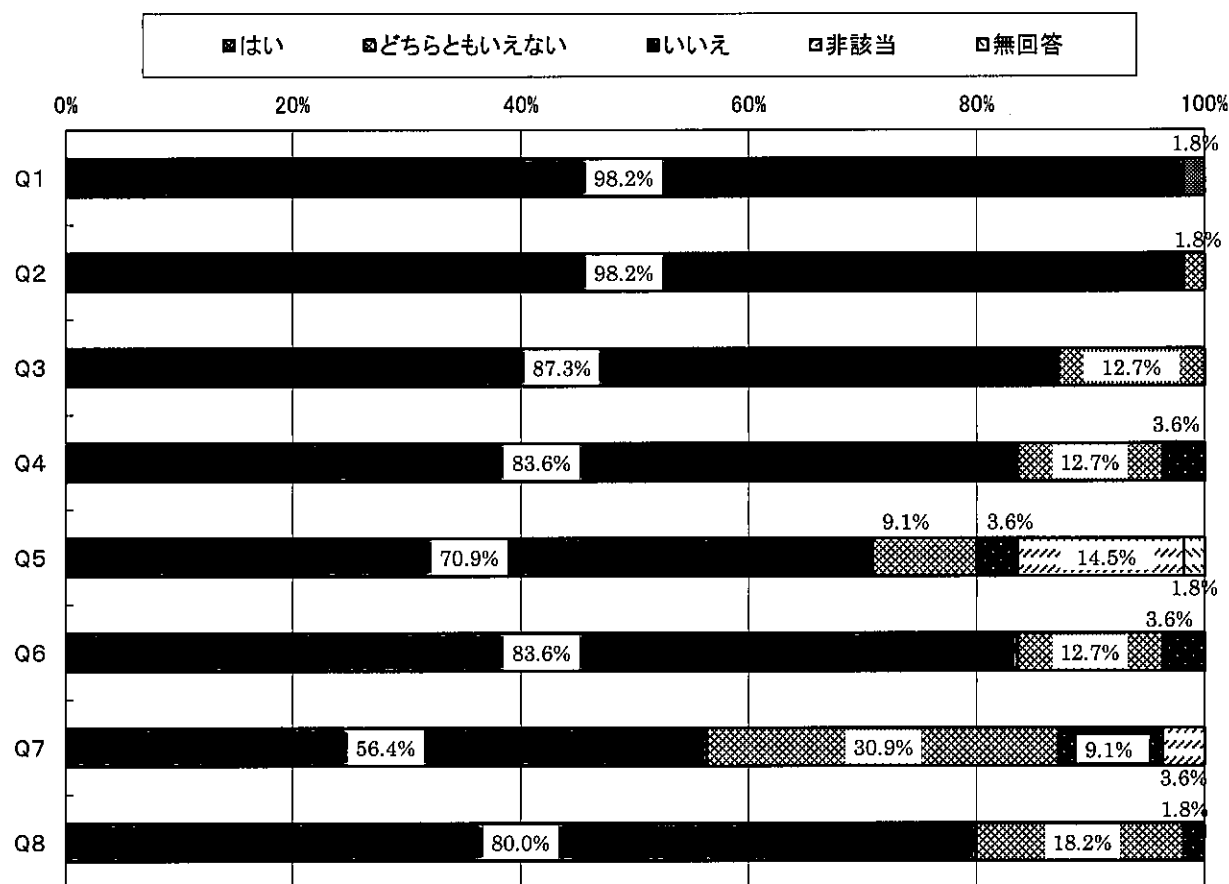 はい どちらともいえない いいえ 非該当 無回答
0% 20% 40% 60% 80% 100%
1.8%
Q1 98.2%
1.8%
Q2 98.2%
Q3 87.3% 12.7%
3.6%
Q4 83.6% 12.7%
9.1% 3.6%
Q5 70.9% 14.5%
1.8%
3.6%
Q6 83.6% 12.7%
Q7 56.4% 30.9% 9.1%
3.6%
1.8%
Q8 80.0% 18.2%